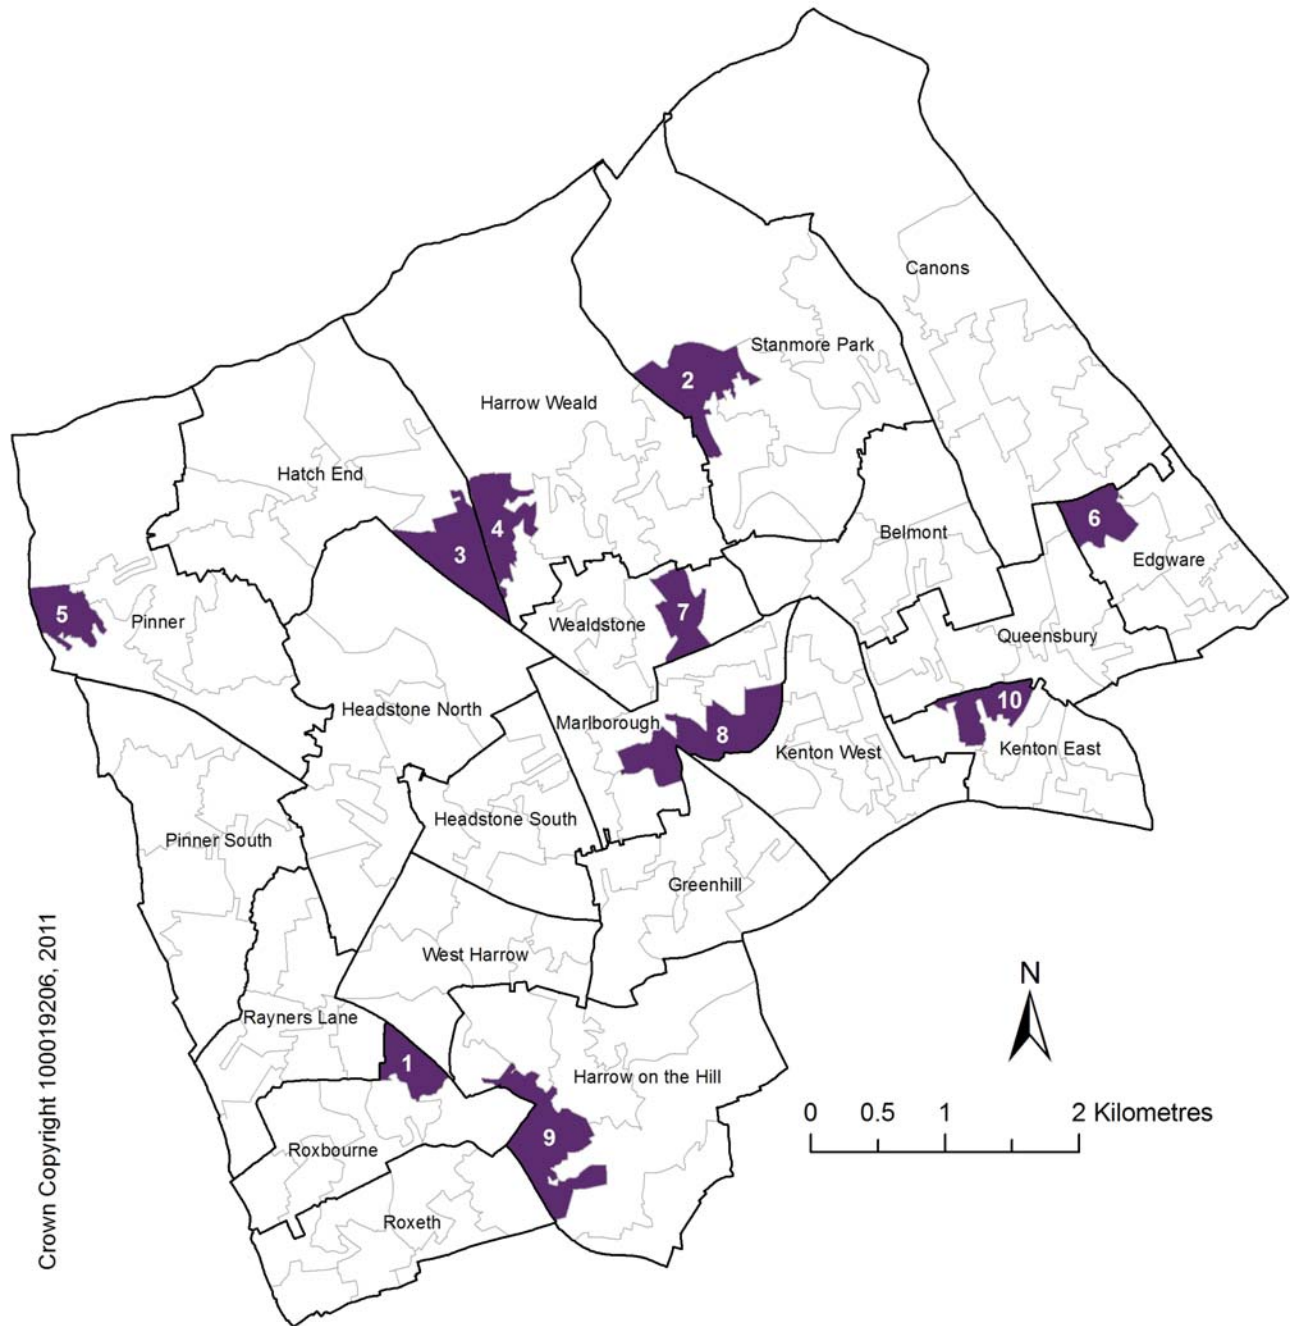 Canons
Stanmore Park
2
Harrow Weald
Hatch End
4
3
6
Belmont
Edgware
5
Pinner
Wealdstone
7
Queensbury
Headstone North
Marlborough
8
10
Kenton West
Kenton East
Pinner South
Headstone South
Greenhill
West Harrow
Rayners Lane
1
Harrow on the Hill
9
Roxbourne
Roxeth
N
0 0.5 1 2 Kilometres
Crown Copyright 100019206, 2011